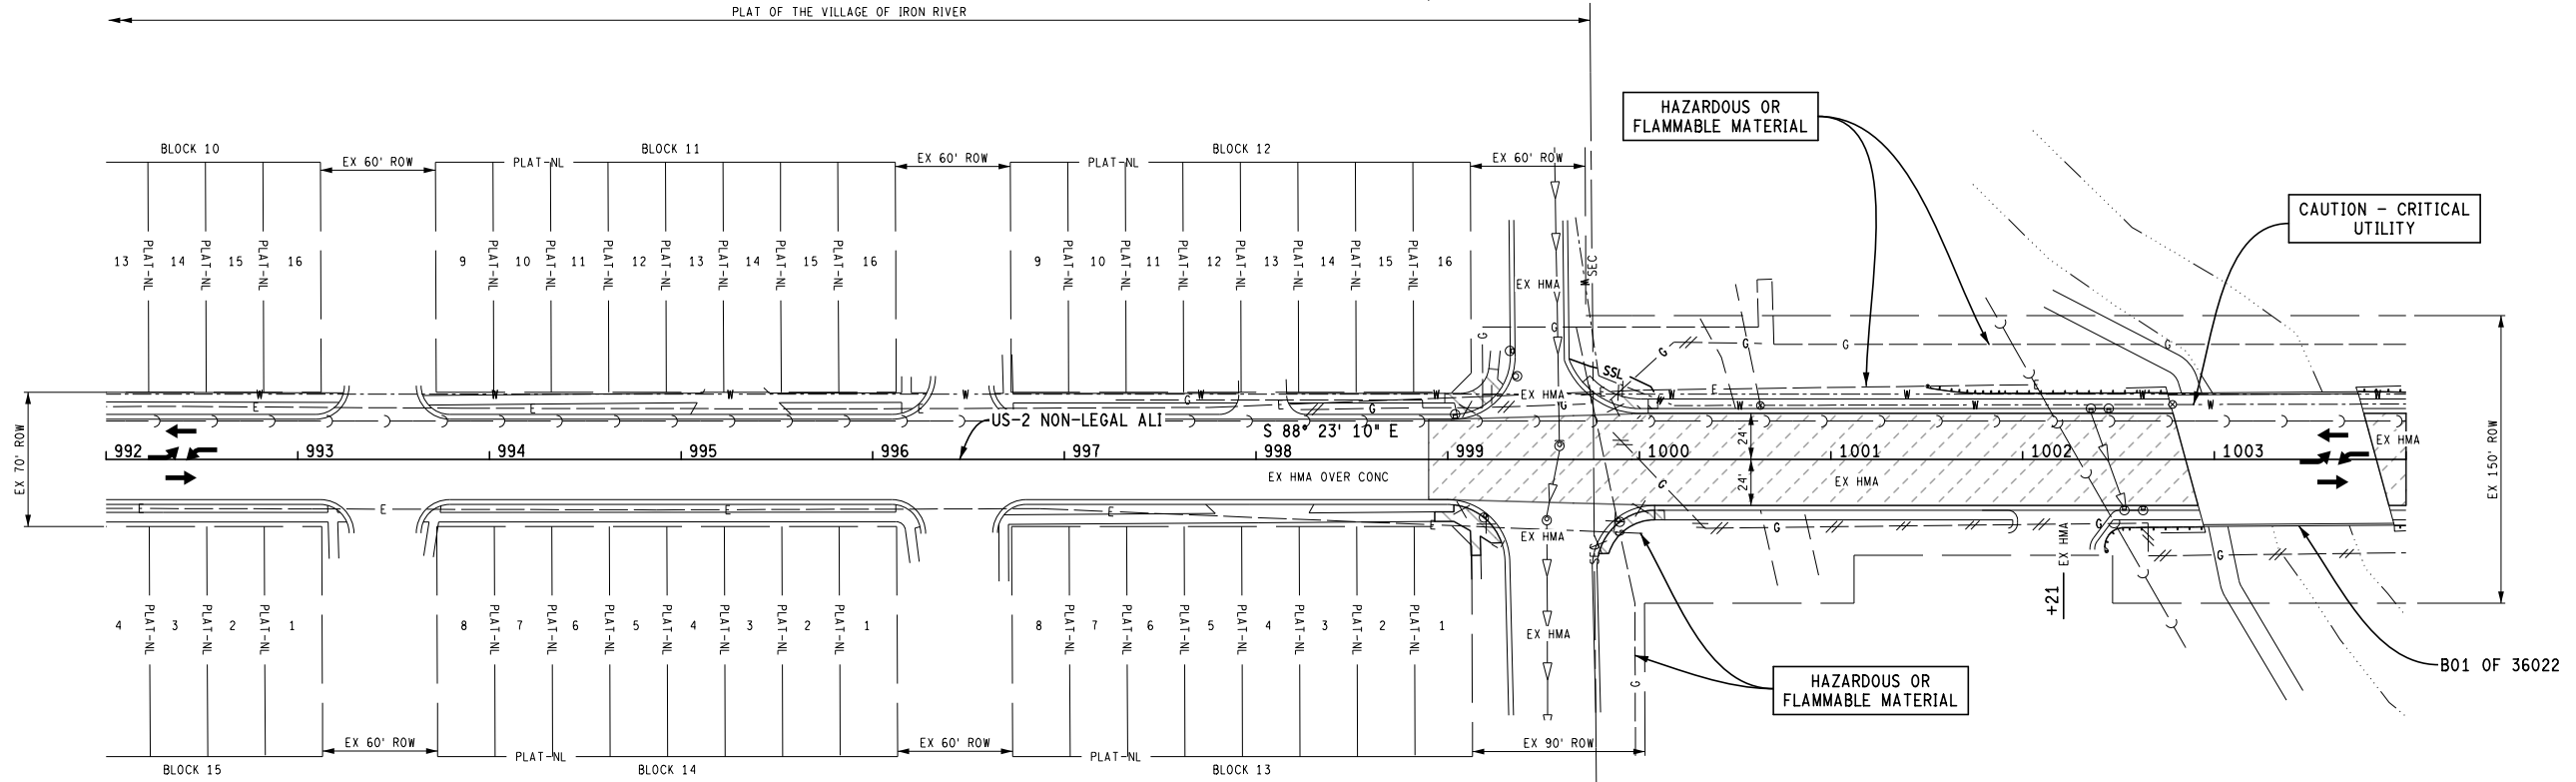 PLAT OF THE VILLAGE OF IRON RIVER
HAZARDOUS OR
FLAMMABLE MATERIAL
CAUTION - CRITICAL
UTILITY
BLOCK 10
EX 60' ROW
PLAT-NL
BLOCK 11
EX 60' ROW
PLAT-NL
BLOCK 12
EX 60' ROW
13 PLAT-NL 14 PLAT-NL 15 PLAT-NL 16
9 PLAT-NL 10 PLAT-NL 11 PLAT-NL 12 PLAT-NL 13 PLAT-NL 14 PLAT-NL 15 PLAT-NL 16
9 PLAT-NL 10 PLAT-NL 11 PLAT-NL 12 PLAT-NL 13 PLAT-NL 14 PLAT-NL 15 PLAT-NL 16
EX HMA
SEC
W
G
G
G
G
G
SSL
W
W
W
W
W
EX HMA
E
W
W
W
E
E
E
G
E
G
G
W
W
W
EX 70' ROW
US-2 NON-LEGAL ALI
S 88° 23' 10" E
24'
EX HMA
EX 150' ROW
992 993 994 995 996 997 998 999 1000 1001 1002 1003
EX HMA OVER CONC
24'
EX HMA
G
E
E
E
E
E
EX HMA
G
G
G
SEC
EX HMA
+21
4 PLAT-NL 3 PLAT-NL 2 PLAT-NL 1
8 PLAT-NL 7 PLAT-NL 6 PLAT-NL 5 PLAT-NL 4 PLAT-NL 3 PLAT-NL 2 PLAT-NL 1
8 PLAT-NL 7 PLAT-NL 6 PLAT-NL 5 PLAT-NL 4 PLAT-NL 3 PLAT-NL 2 PLAT-NL 1
EX HMA
G
B01 OF 36022
HAZARDOUS OR
FLAMMABLE MATERIAL
EX 60' ROW
PLAT-NL
EX 60' ROW
PLAT-NL
EX 90' ROW
BLOCK 15
BLOCK 14
BLOCK 13